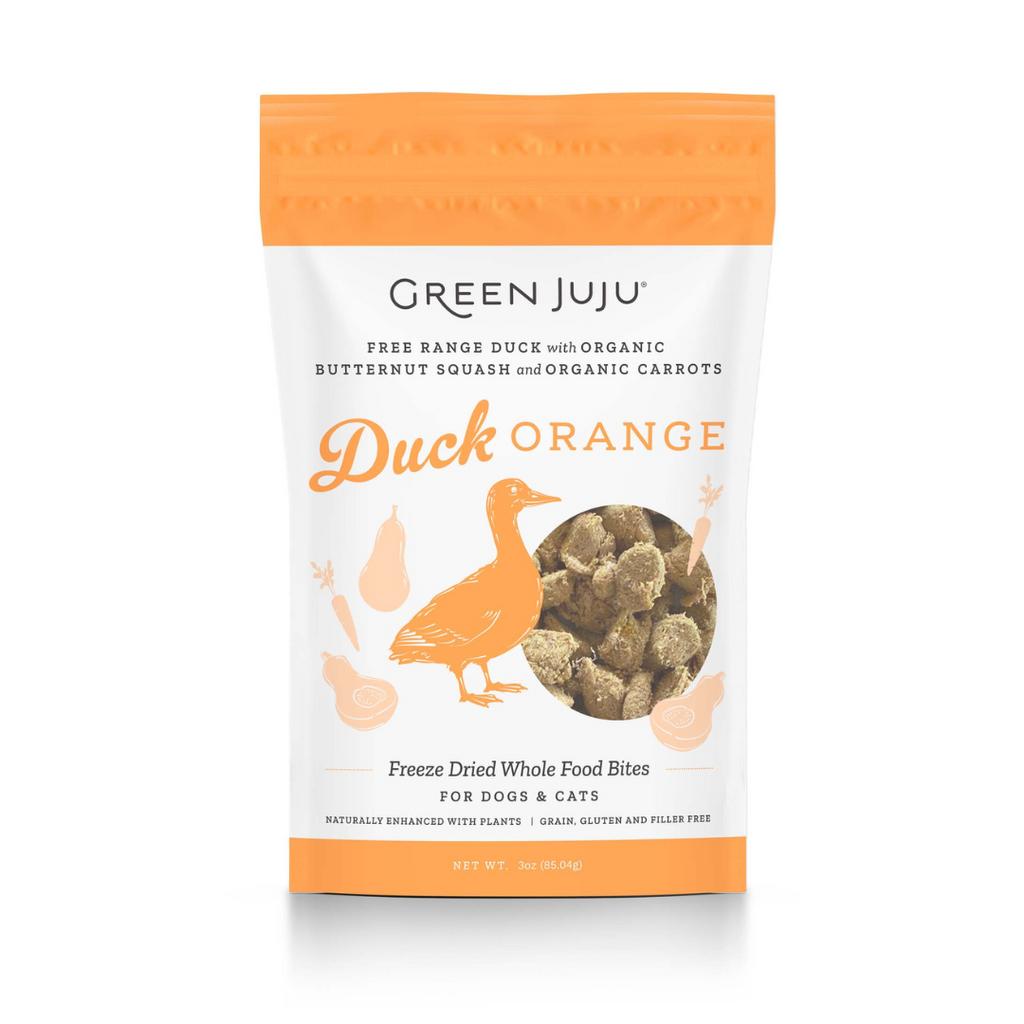 GREEN JUJU®
FREE RANGE DUCK with ORGANIC
BUTTERNUT SQUASH and ORGANIC CARROTS
Duck ORANGE
Freeze Dried Whole Food Bites
FOR DOGS & CATS
NATURALLY ENHANCED WITH PLANTS | GRAIN, GLUTEN AND FILLER FREE
NET WT. 3oz (85.04g)